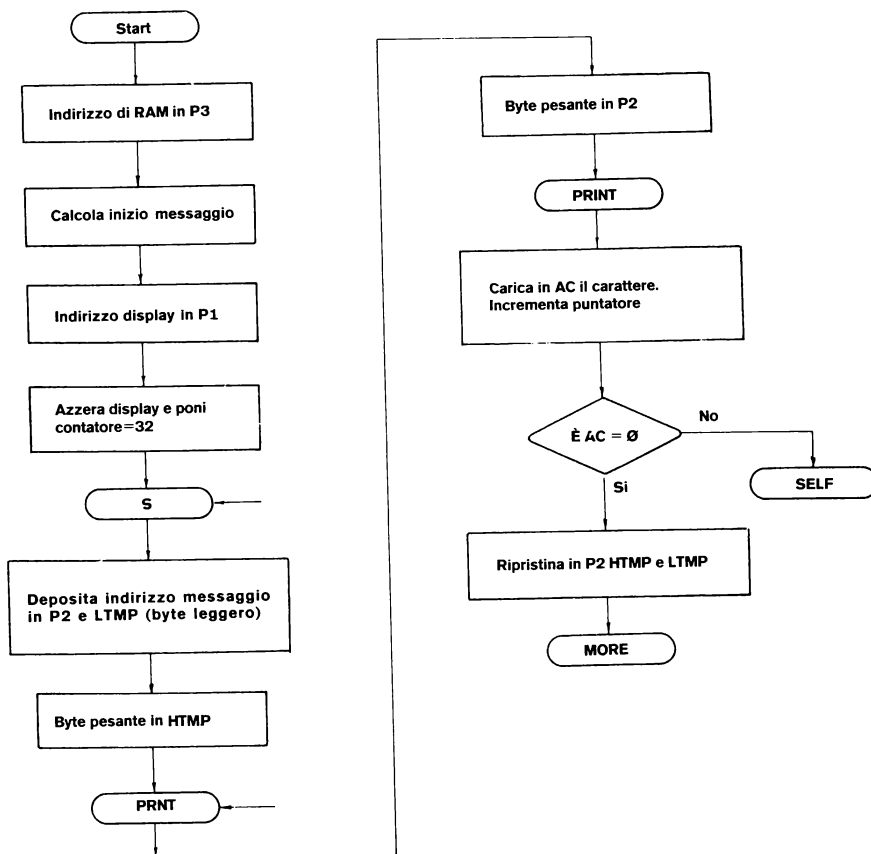 Start
Indirizzo di RAM in P3
Calcola inizio messaggio
Indirizzo display in P1
Azzera display e poni
contatore=32
S
Deposita indirizzo messaggio
in P2 e LTMP (byte leggero)
Byte pesante in HTMP
PRNT
Byte pesante in P2
PRINT
Carica in AC il carattere.
Incrementa puntatore
È AC = Ø
No
SELF
Si
Ripristina in P2 HTMP e LTMP
MORE